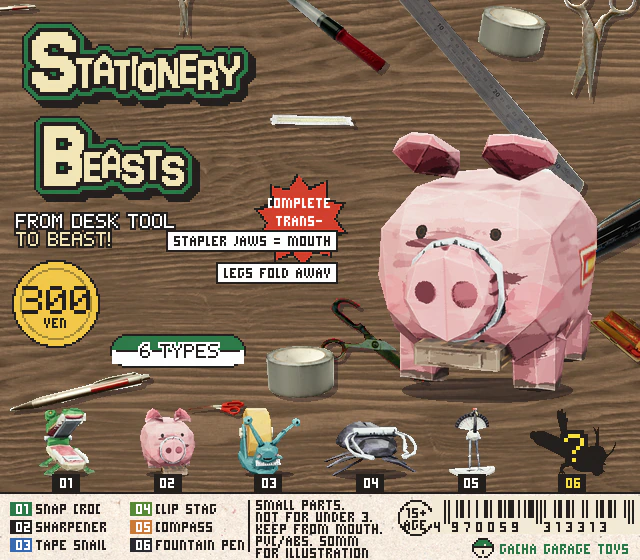 STATIONERY
BEASTS
FROM DESK TOOL
TO BEAST!
COMPLETE
TRANS-
STAPLER JAWS = MOUTH
LEGS FOLD AWAY
300
YEN
6 TYPES
01
02
03
04
05
?
06
01 SNAP CROC
02 SHARPENER
03 TAPE SNAIL
04 CLIP STAG
05 COMPASS
06 FOUNTAIN PEN
SMALL PARTS.
NOT FOR UNDER 3.
KEEP FROM MOUTH.
PVC/ABS. 50MM
FOR ILLUSTRATION
15+
AGE
4 970059 313313
GACHA GARAGE TOYS